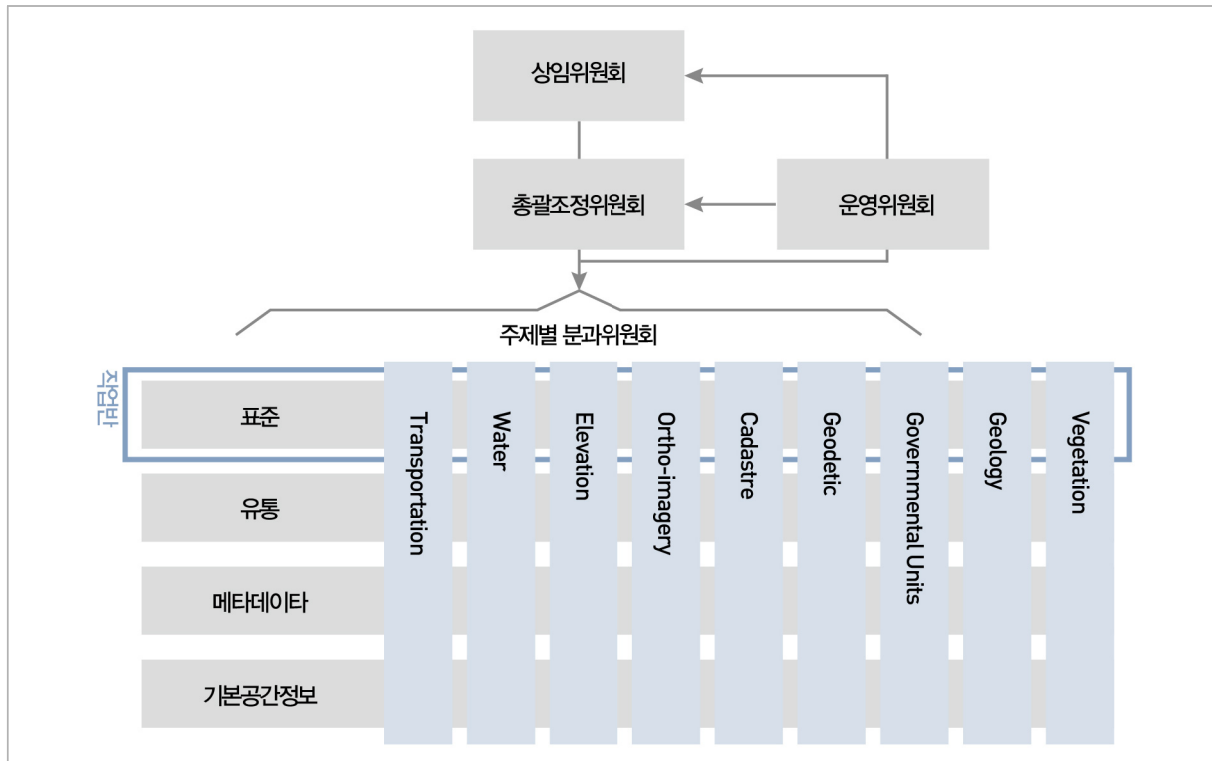 상임위원회
총괄조정위원회
운영위원회
주제별 분과위원회
작업반
표준
유통
메타데이타
기본공간정보
Transportation
Water
Elevation
Ortho-imagery
Cadastre
Geodetic
Governmental Units
Geology
Vegetation